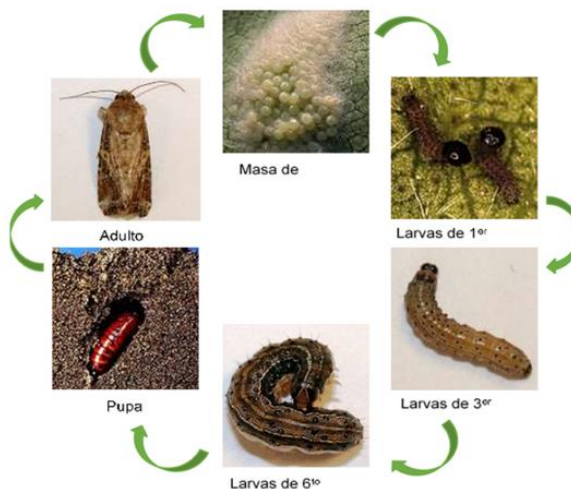 Masa de
Adulto
Larvas de 1er
Pupa
Larvas de 3er
Larvas de 6to